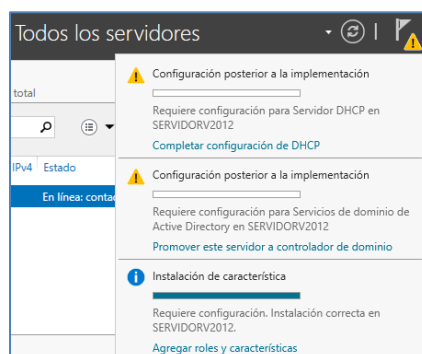 Todos los servidores
total
Configuración posterior a la implementación
Requiere configuración para Servidor DHCP en
SERVIDORV2012
Completar configuración de DHCP
IPv4 Estado
En línea: contac
Configuración posterior a la implementación
Requiere configuración para Servicios de dominio de
Active Directory en SERVIDORV2012
Promover este servidor a controlador de dominio
Instalación de característica
Requiere configuración. Instalación correcta en
SERVIDORV2012.
Agregar roles y características